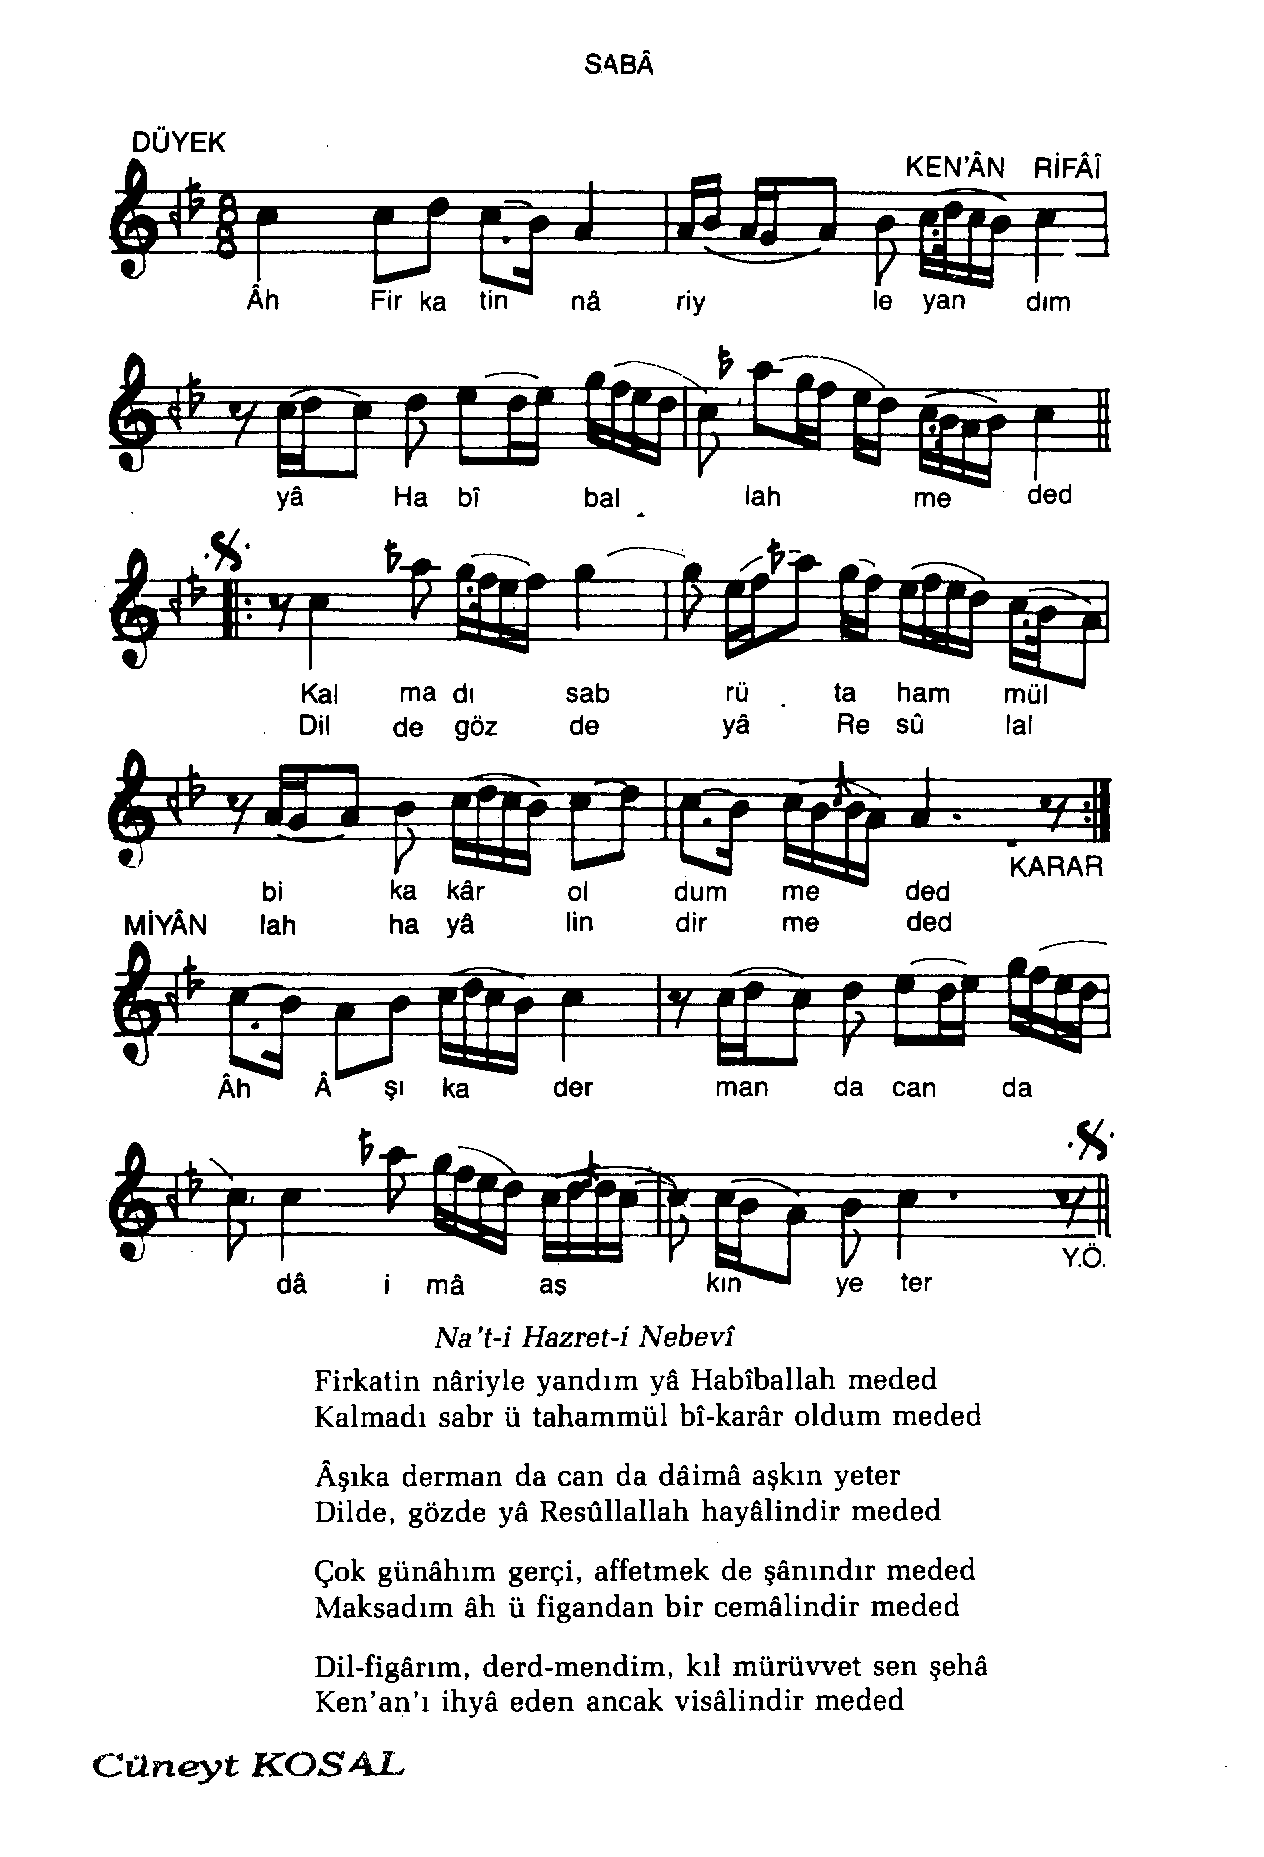 SABÂ
DÜYEK
KEN'ÂN RİFÂÎ
8
8
Âh Fir ka tin nâ riy le yan dım
yâ Ha bî bal lah me ded
Kal ma dı sab rü ta ham mül
Dil de göz de yâ Re sû lal
KARAR
bi ka kâr ol dum me ded
MİYÂN lah ha yâ lin dir me ded
Âh Â şı ka der man da can da
Y.Ö.
dâ i mâ aş kın ye ter
Na't-i Hazret-i Nebevî
Firkatin nâriyle yandım yâ Habîballah meded
Kalmadı sabr ü tahammül bî-karâr oldum meded
Âşıka derman da can da dâimâ aşkın yeter
Dilde, gözde yâ Resûllallah hayâlindir meded
Çok günâhım gerçi, affetmek de şânındır meded
Maksadım âh ü figandan bir cemâlindir meded
Dil-figârım, derd-mendim, kıl mürüvvet sen şehâ
Ken'an'ı ihyâ eden ancak visâlindir meded
Cüneyt KOSAL